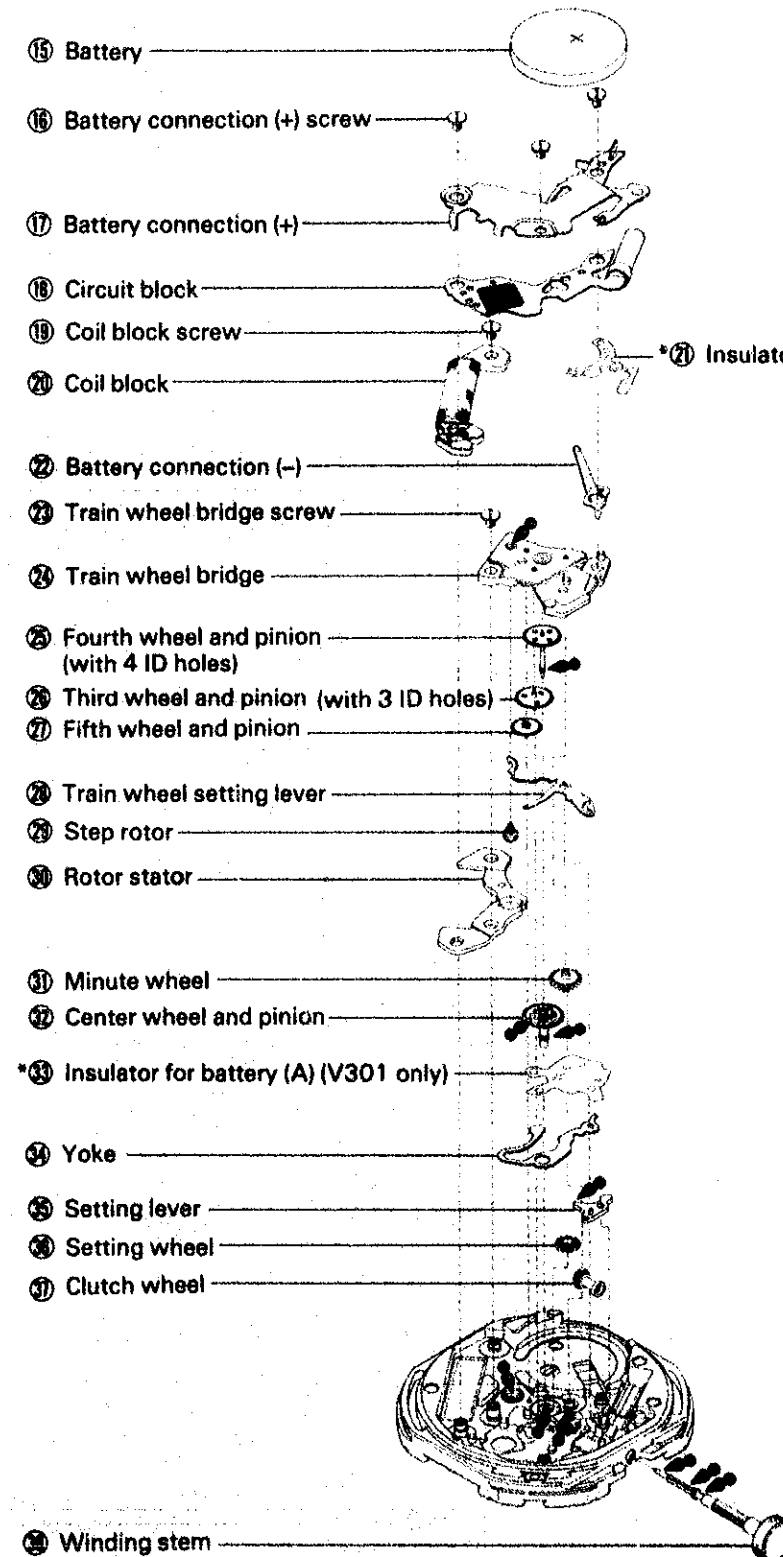 ⑮ Battery
⑯ Battery connection (+) screw
⑰ Battery connection (+)
⑱ Circuit block
⑲ Coil block screw
⑳ Coil block
*㉑ Insulate
㉒ Battery connection (–)
㉓ Train wheel bridge screw
㉔ Train wheel bridge
㉕ Fourth wheel and pinion
(with 4 ID holes)
㉖ Third wheel and pinion (with 3 ID holes)
㉗ Fifth wheel and pinion
㉘ Train wheel setting lever
㉙ Step rotor
㉚ Rotor stator
㉛ Minute wheel
㉜ Center wheel and pinion
*㉝ Insulator for battery (A) (V301 only)
㉞ Yoke
㉟ Setting lever
㊱ Setting wheel
㊲ Clutch wheel
㊳ Winding stem